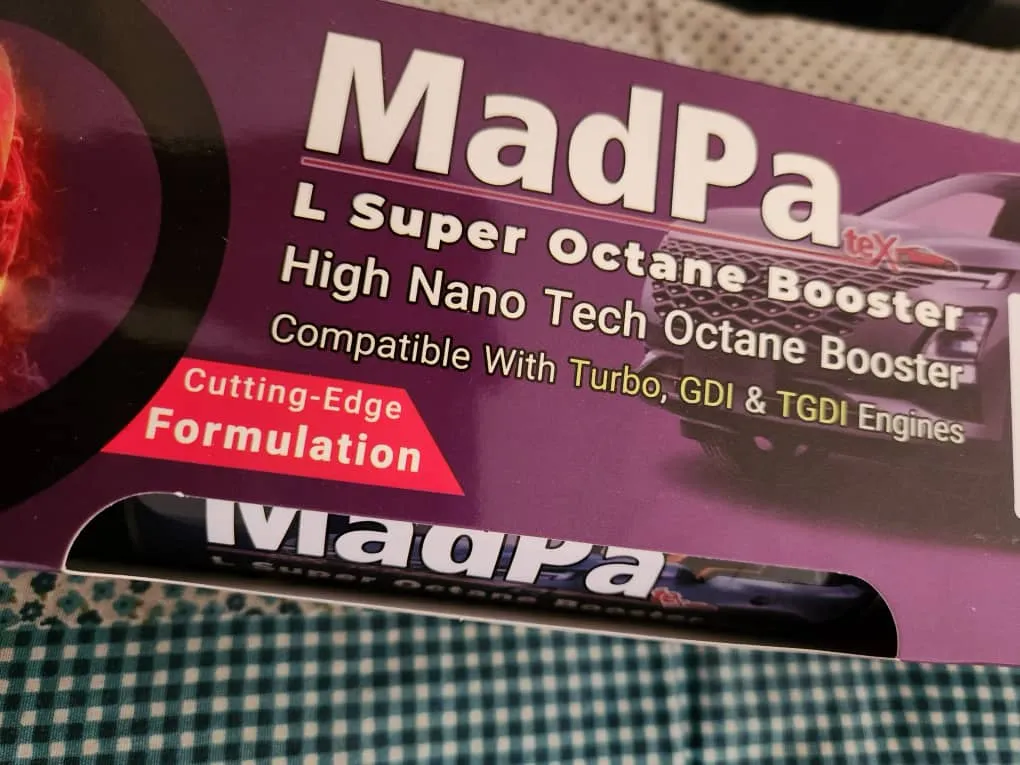 MadPa
teX
L Super Octane Booster
High Nano Tech Octane Booster
Compatible With Turbo, GDI & TGDI Engines
Cutting-Edge
Formulation
MadPa
tex
L Super Octane Booster